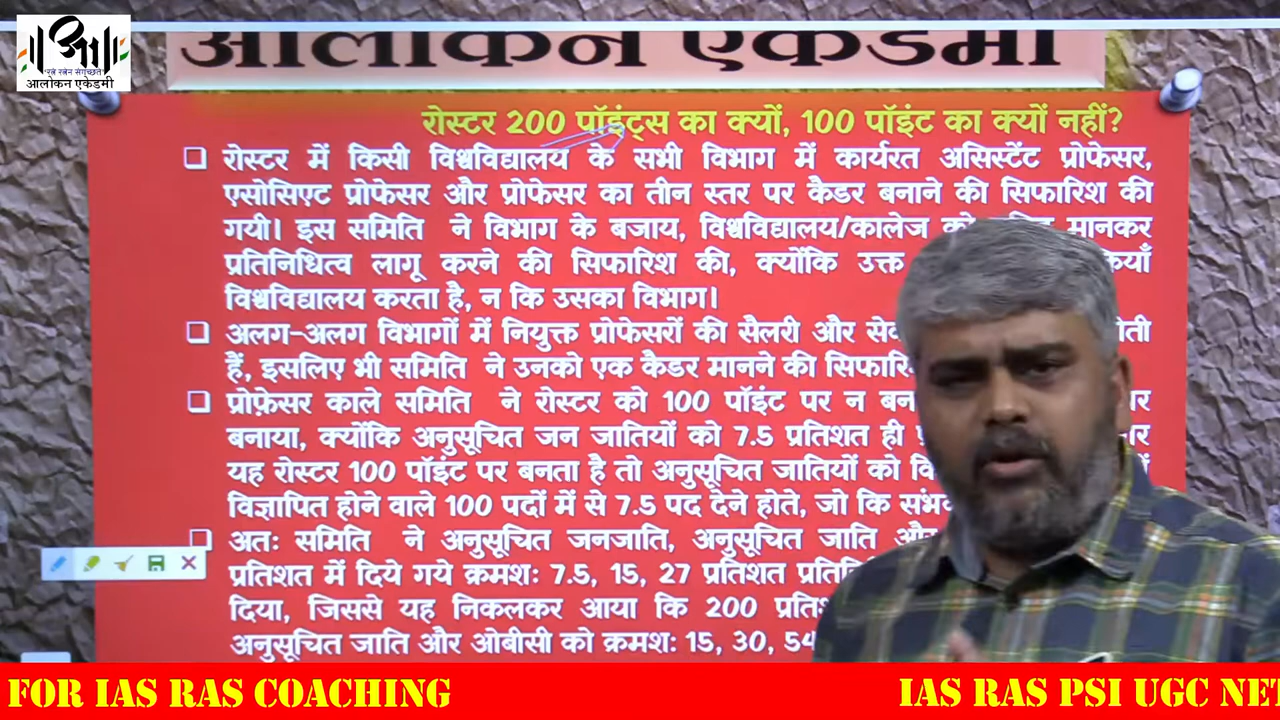 आलोकन एकेडमी
आलोकन एकेडमी
रोस्टर 200 पॉइंट्स का क्यों, 100 पॉइंट का क्यों नहीं?
रोस्टर में किसी विश्वविद्यालय के सभी विभाग में कार्यरत असिस्टेंट प्रोफेसर,
एसोसिएट प्रोफेसर और प्रोफेसर का तीन स्तर पर कैडर बनाने की सिफारिश की
गयी। इस समिति ने विभाग के बजाय, विश्वविद्यालय/कालेज मानकर
प्रतिनिधित्व लागू करने की सिफारिश की, क्योंकि उक्त
विश्वविद्यालय करता है, न कि उसका विभाग।
अलग-अलग विभागों में नियुक्त प्रोफेसरों की सैलरी और
हैं, इसलिए भी समिति ने उनको एक कैडर मानने की
प्रोफ़ेसर काले समिति ने रोस्टर को 100 पॉइंट पर न
बनाया, क्योंकि अनुसूचित जन जातियों को 7.5 प्रतिशत ही
यह रोस्टर 100 पॉइंट पर बनता है तो अनुसूचित जातियों को
विज्ञापित होने वाले 100 पदों में से 7.5 पद देने होते, जो कि
अतः समिति ने अनुसूचित जनजाति, अनुसूचित जाति
प्रतिशत में दिये गये क्रमशः 7.5, 15, 27 प्रतिशत
दिया, जिससे यह निकलकर आया कि 200
अनुसूचित जाति और ओबीसी को क्रमश: 15, 30, 54
FOR IAS RAS COACHING
IAS RAS PSI UGC NET